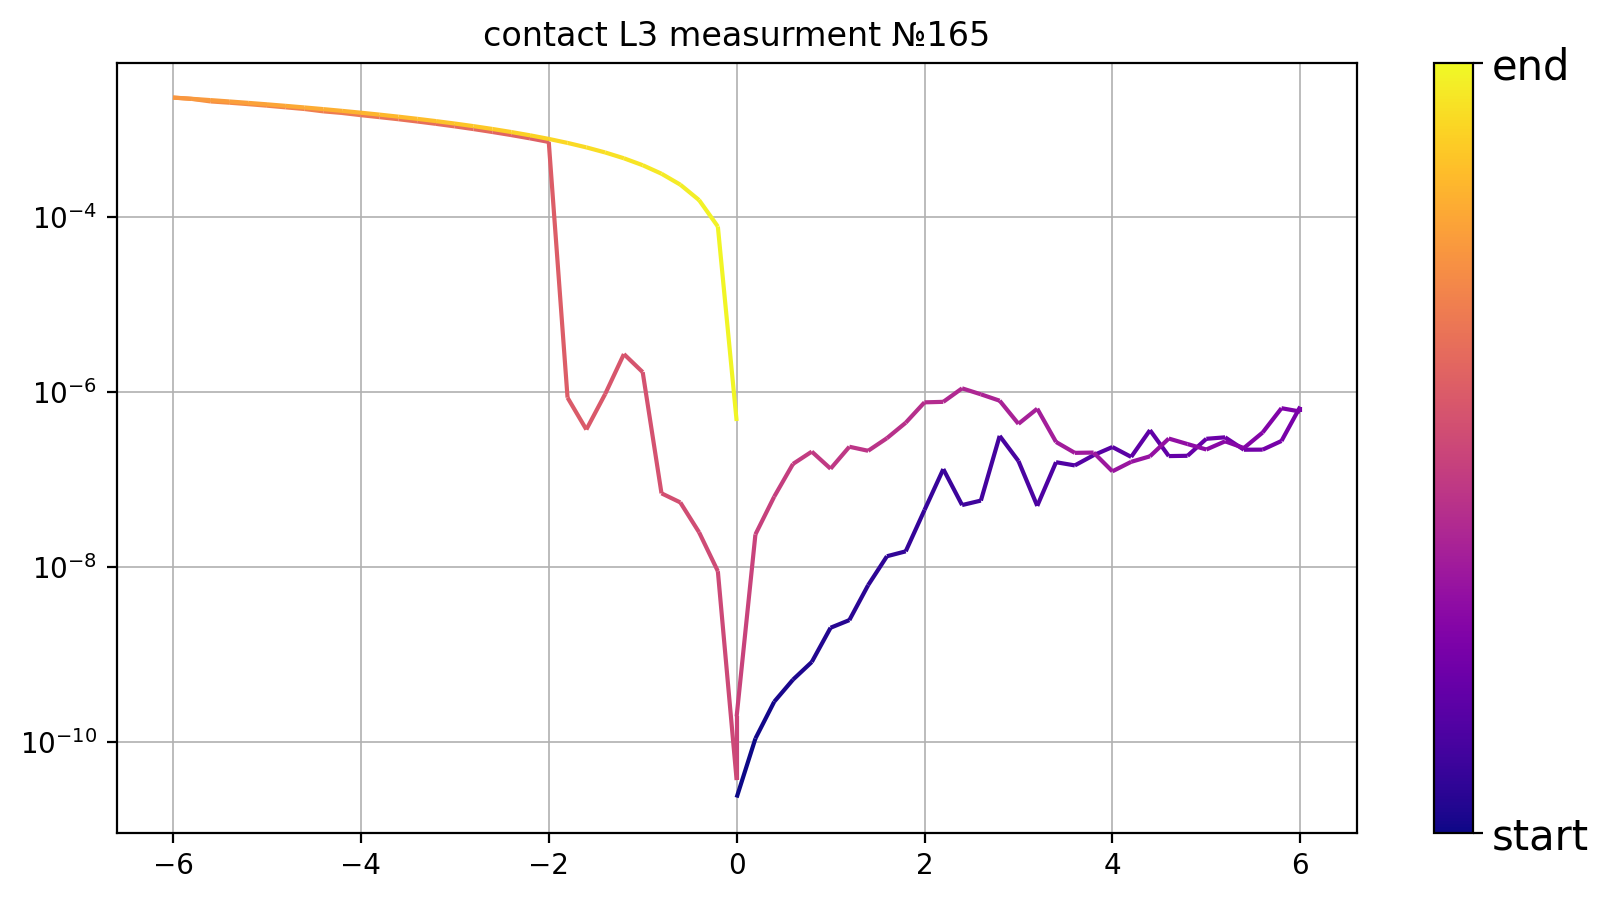 contact L3 measurment №165
10⁻⁴
10⁻⁶
10⁻⁸
10⁻¹⁰
−6 −4 −2 0 2 4 6
end
start